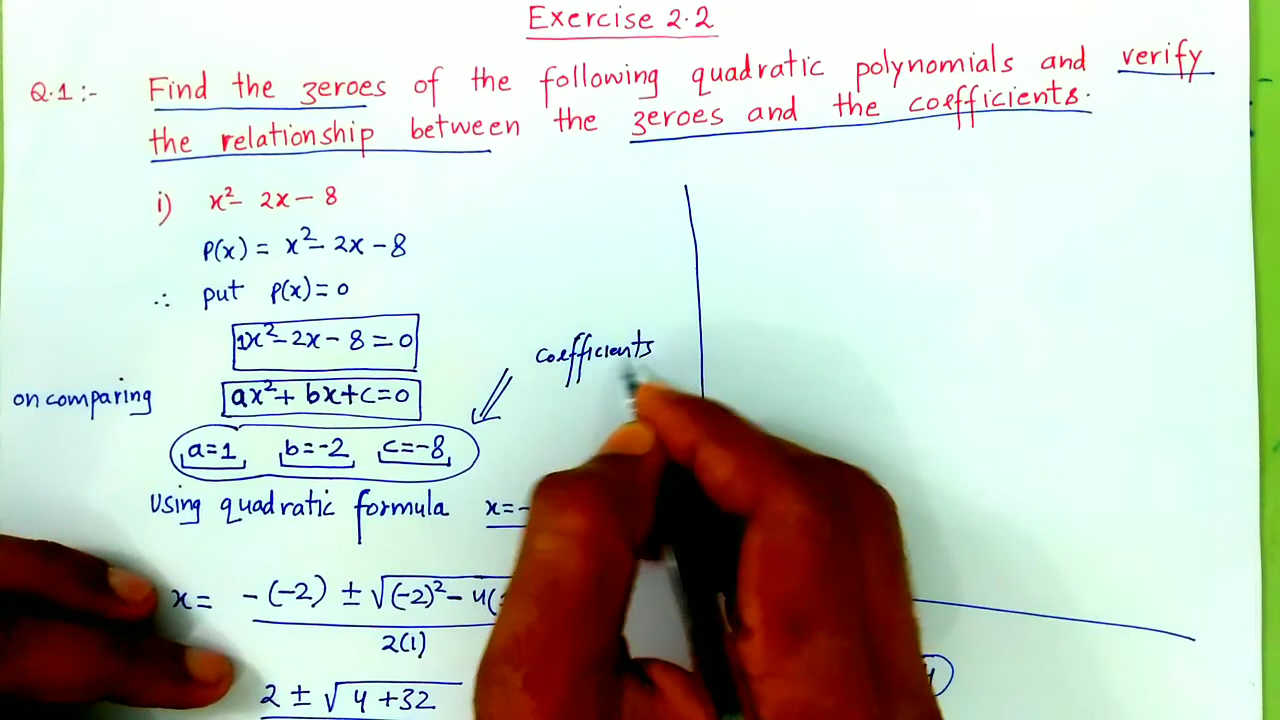 Exercise 2.2
Q.1:- Find the zeroes of the following quadratic polynomials and verify
the relationship between the zeroes and the coefficients.
i) x² - 2x - 8
P(x) = x² - 2x - 8
∴ put P(x) = 0
1x² - 2x - 8 = 0
coefficients
on comparing ax² + bx + c = 0
a=1 b=-2 c=-8
Using quadratic formula x=-
x= -(-2) ± √(-2)² - 4(
2(1)
2 ± √4+32